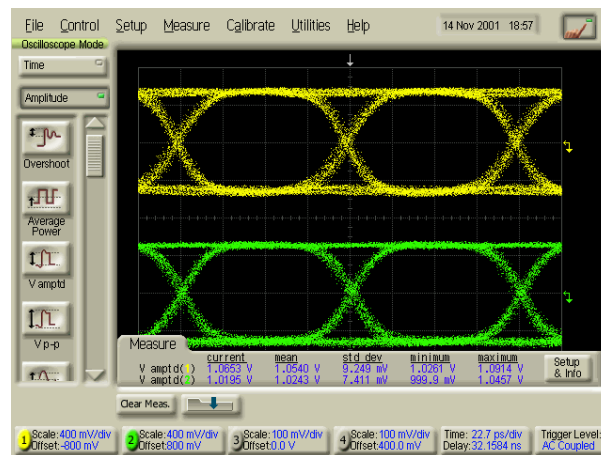 File Control Setup Measure Calibrate Utilities Help 14 Nov 2001 18:57
Oscilloscope Mode
Time
Amplitude
Overshoot
Average
Power
V amptd
V p-p
Measure
current mean std dev minimum maximum
V amptd(1) 1.0653 V 1.0540 V 9.249 mV 1.0261 V 1.0914 V
V amptd(2) 1.0195 V 1.0243 V 7.411 mV 999.9 mV 1.0457 V
Setup
& Info
Clear Meas.
1 Scale:400 mV/div 2 Scale:400 mV/div 3 Scale:100 mV/div 4 Scale:100 mV/div Time: 22.7 ps/div Trigger Level:
Offset:-800 mV Offset:800 mV Offset:0.0 V Offset:400.0 mV Delay:32.1584 ns AC Coupled